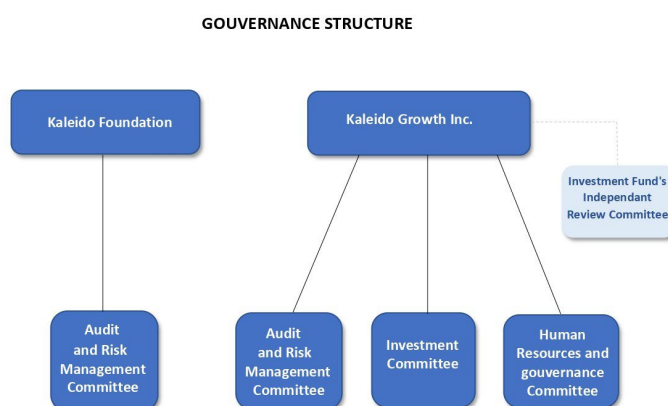 GOUVERNANCE STRUCTURE
Kaleido Foundation
Kaleido Growth Inc.
Investment Fund's
Independant
Review Committee
Audit
and Risk
Management
Committee
Audit
and Risk
Management
Committee
Investment
Committee
Human
Resources and
gouvernance
Committee